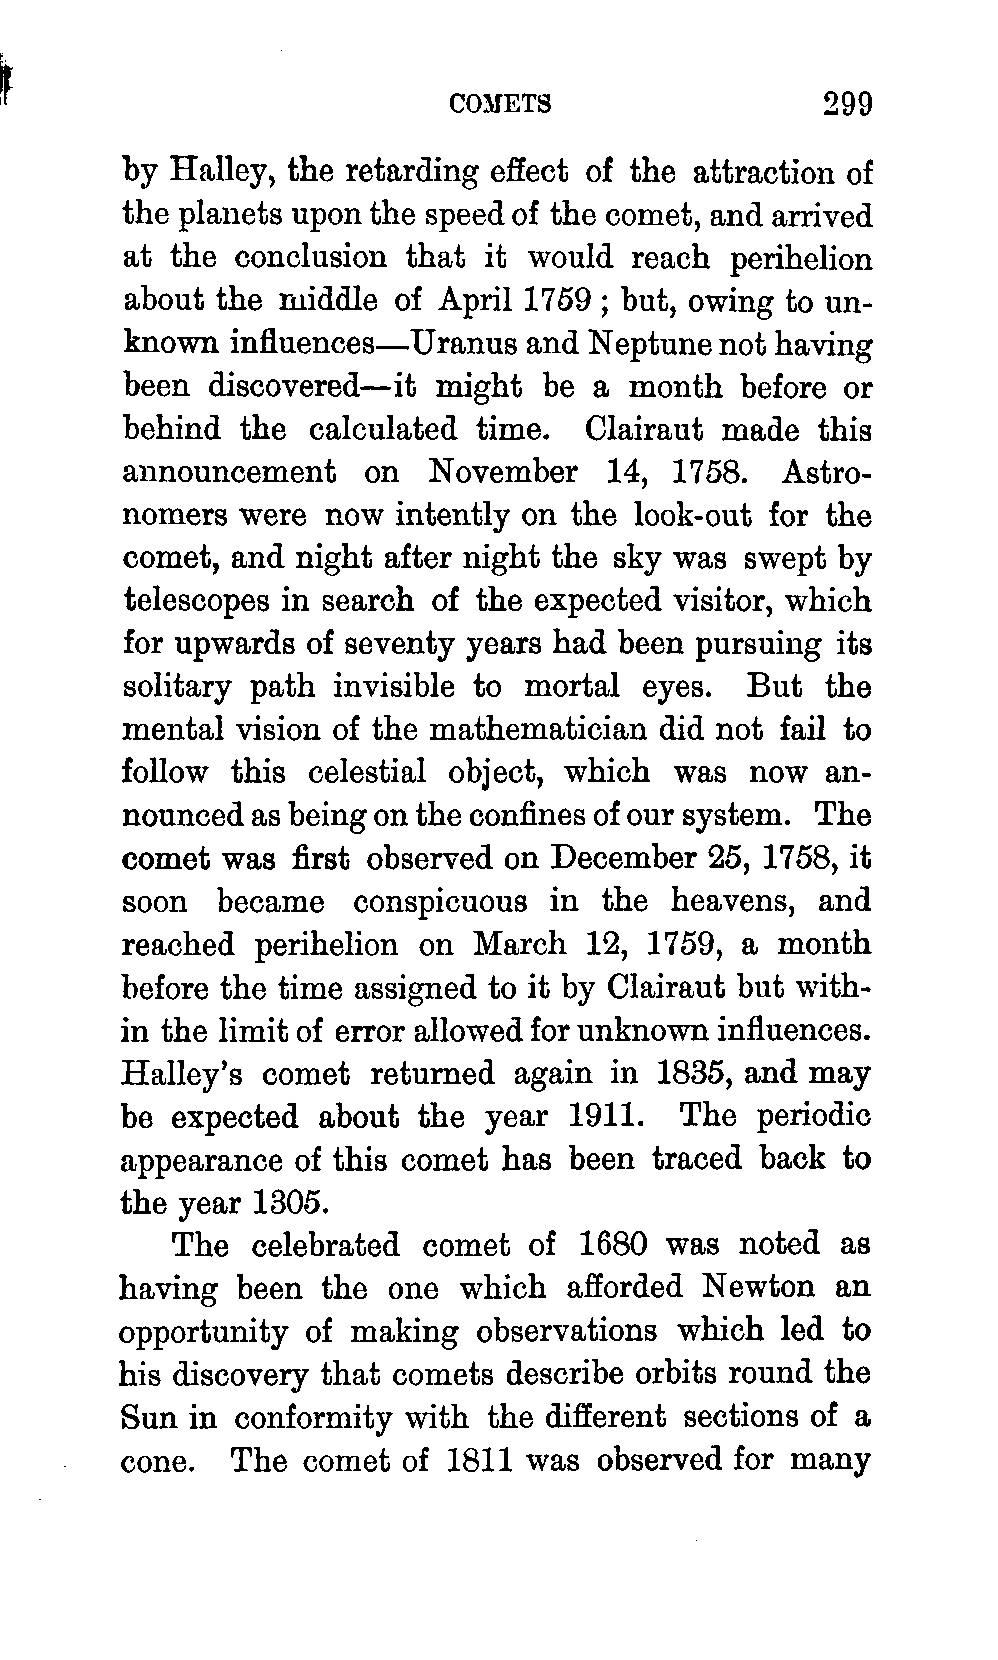 COMETS 299
by Halley, the retarding effect of the attraction of
the planets upon the speed of the comet, and arrived
at the conclusion that it would reach perihelion
about the middle of April 1759 ; but, owing to un-
known influences—Uranus and Neptune not having
been discovered—it might be a month before or
behind the calculated time. Clairaut made this
announcement on November 14, 1758. Astro-
nomers were now intently on the look-out for the
comet, and night after night the sky was swept by
telescopes in search of the expected visitor, which
for upwards of seventy years had been pursuing its
solitary path invisible to mortal eyes. But the
mental vision of the mathematician did not fail to
follow this celestial object, which was now an-
nounced as being on the confines of our system. The
comet was first observed on December 25, 1758, it
soon became conspicuous in the heavens, and
reached perihelion on March 12, 1759, a month
before the time assigned to it by Clairaut but with-
in the limit of error allowed for unknown influences.
Halley's comet returned again in 1835, and may
be expected about the year 1911. The periodic
appearance of this comet has been traced back to
the year 1305.
The celebrated comet of 1680 was noted as
having been the one which afforded Newton an
opportunity of making observations which led to
his discovery that comets describe orbits round the
Sun in conformity with the different sections of a
cone. The comet of 1811 was observed for many